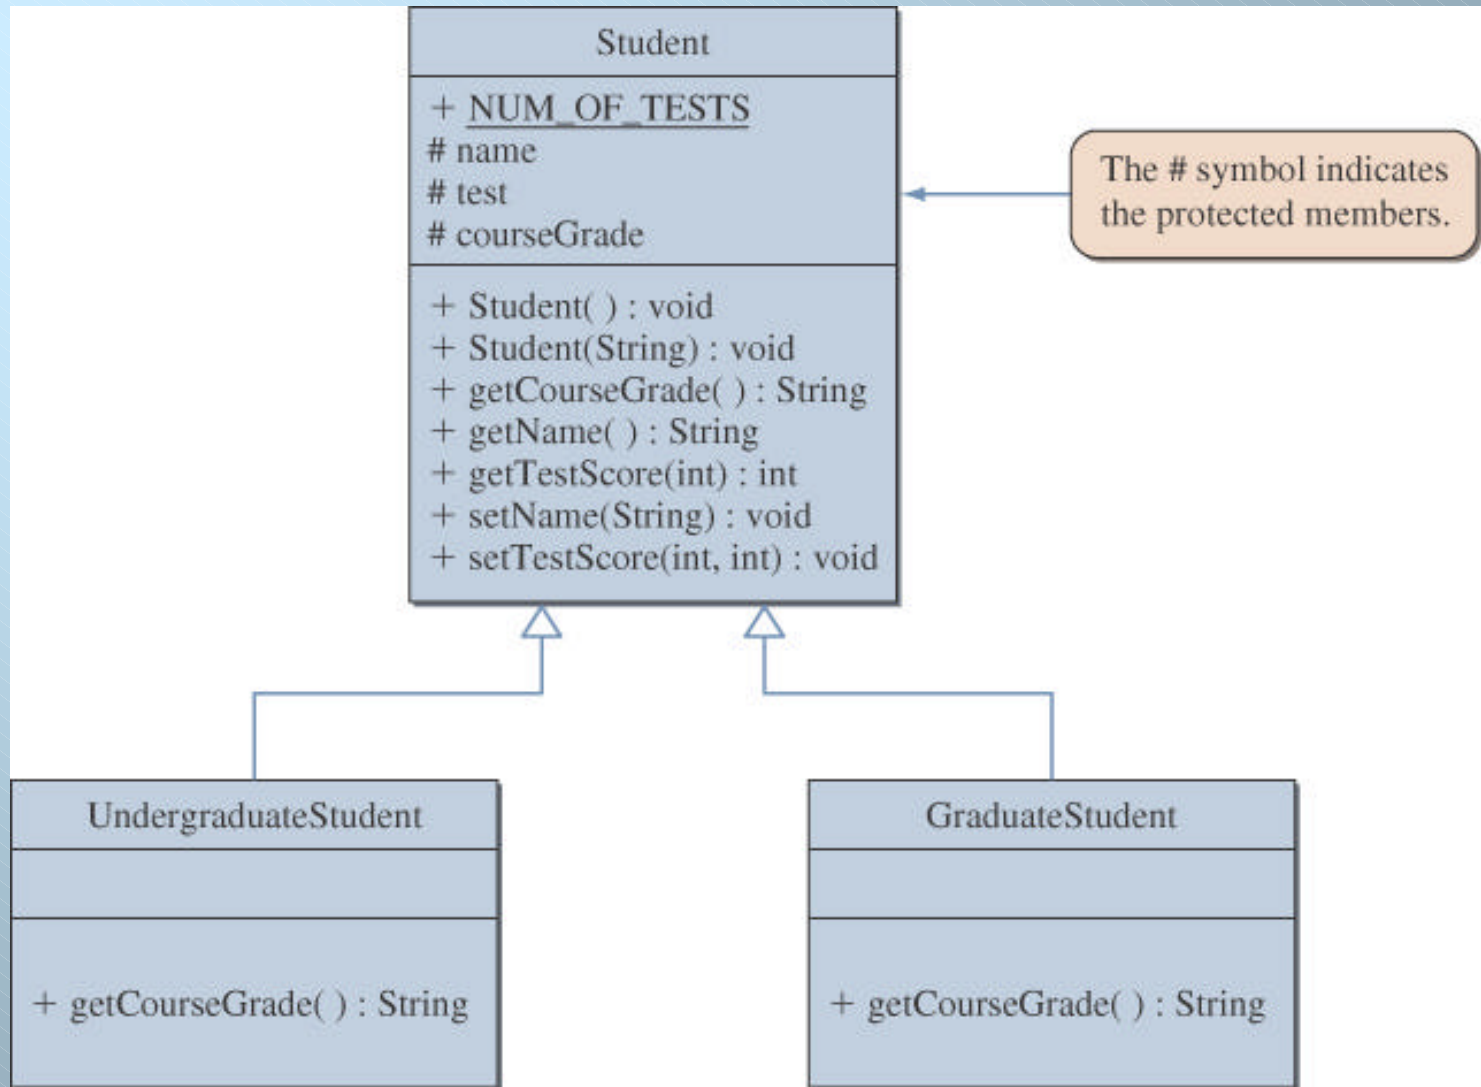 Student
+ NUM_OF_TESTS
# name
# test
# courseGrade
The # symbol indicates
the protected members.
+ Student( ) : void
+ Student(String) : void
+ getCourseGrade( ) : String
+ getName( ) : String
+ getTestScore(int) : int
+ setName(String) : void
+ setTestScore(int, int) : void
UndergraduateStudent
+ getCourseGrade( ) : String
GraduateStudent
+ getCourseGrade( ) : String